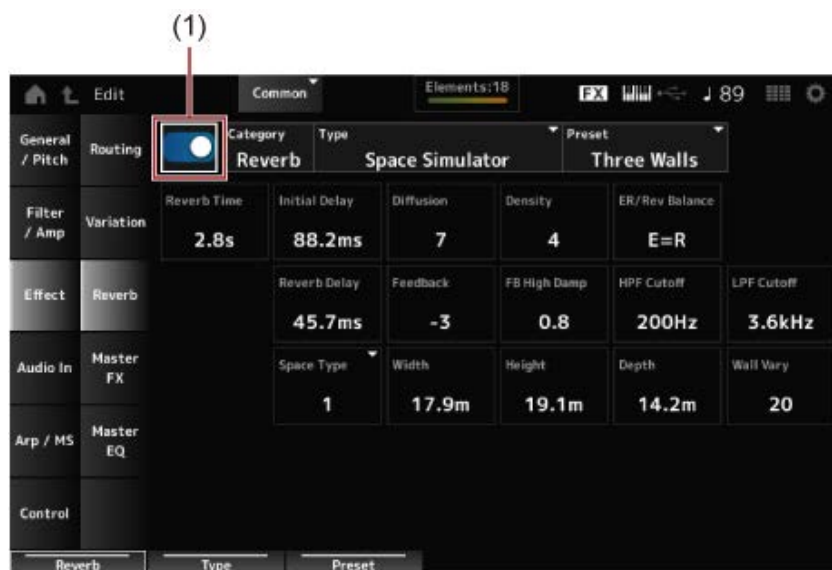 (1)
Edit
Common
Elements:18
FX
♩ 89
General / Pitch
Routing
Category
Reverb
Type
Space Simulator
Preset
Three Walls
Filter / Amp
Variation
Reverb Time
2.8s
Initial Delay
88.2ms
Diffusion
7
Density
4
ER/Rev Balance
E=R
Effect
Reverb
Reverb Delay
45.7ms
Feedback
-3
FB High Damp
0.8
HPF Cutoff
200Hz
LPF Cutoff
3.6kHz
Audio In
Master FX
Space Type
1
Width
17.9m
Height
19.1m
Depth
14.2m
Wall Vary
20
Arp / MS
Master EQ
Control
Reverb
Type
Preset